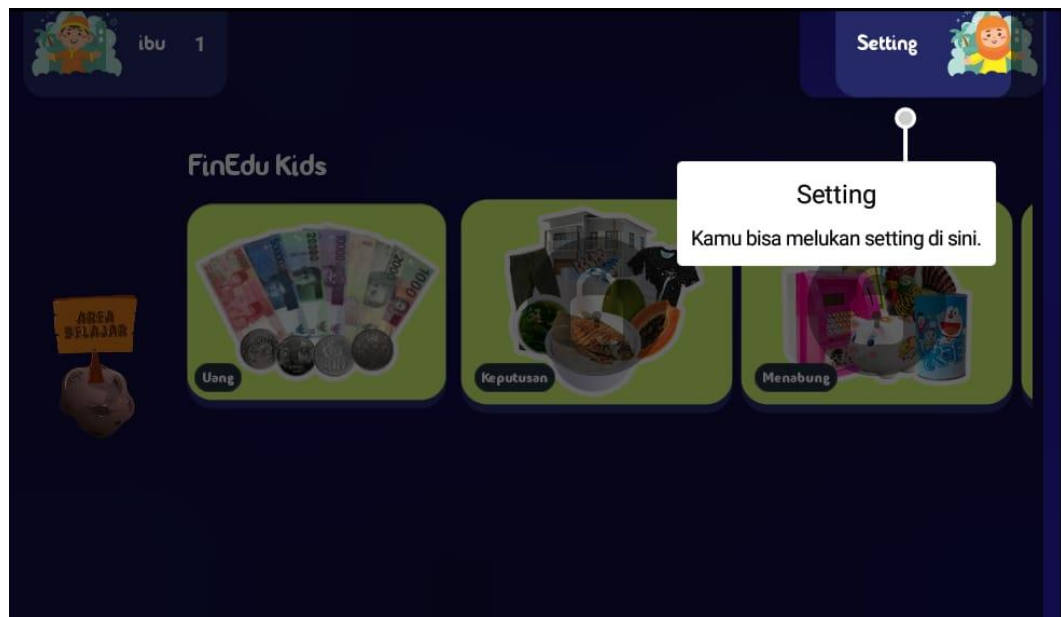 ibu 1
Setting
FinEdu Kids
Setting
Kamu bisa melukan setting di sini.
AREA
BELAJAR
Uang
Keputusan
Menabung